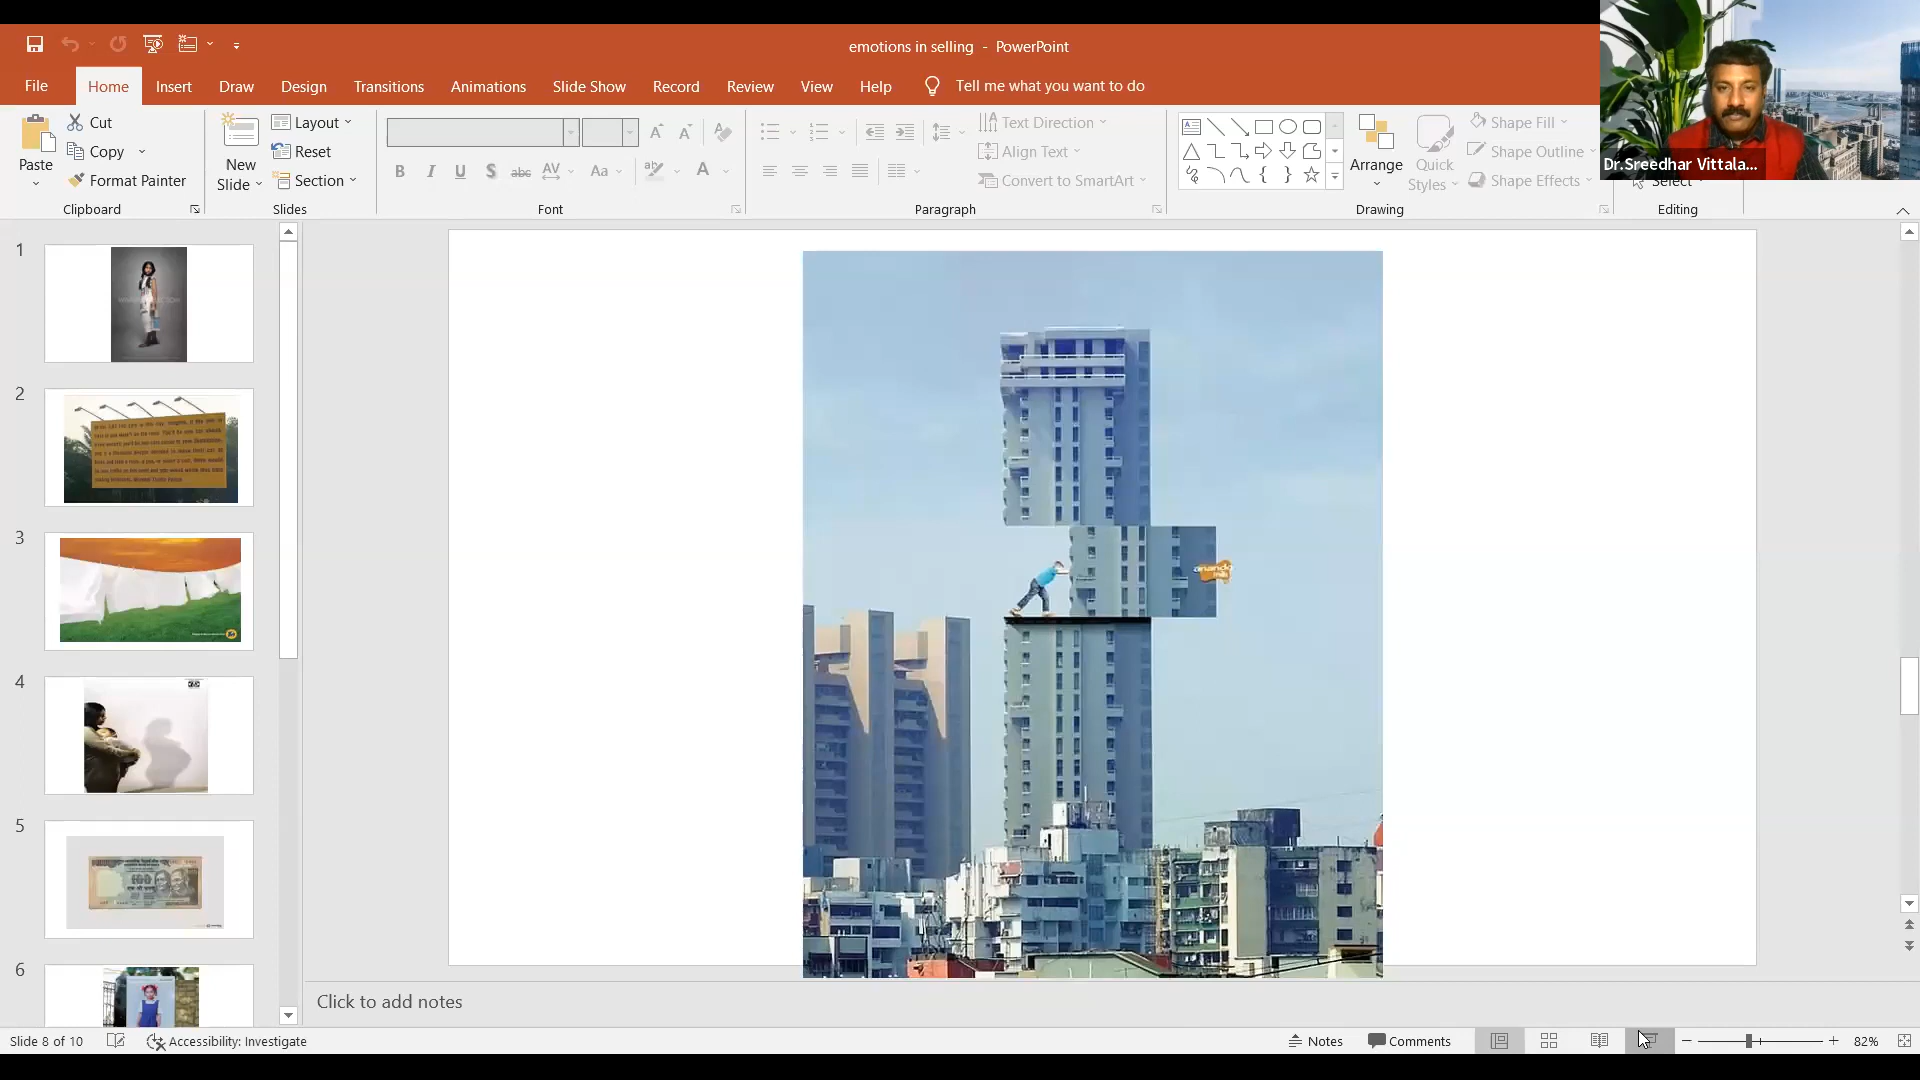 emotions in selling - PowerPoint
File
Home
Insert
Draw
Design
Transitions
Animations
Slide Show
Record
Review
View
Help
Tell me what you want to do
Paste
Cut
Copy
Format Painter
Clipboard
New
Slide
Layout
Reset
Section
Slides
Font
Text Direction
Align Text
Convert to SmartArt
Paragraph
Arrange
Quick
Styles
Shape Fill
Shape Outline
Shape Effects
Drawing
Select
Editing
Dr.Sreedhar Vittala...
1
2
3
4
5
100
6
Click to add notes
Slide 8 of 10
Accessibility: Investigate
Notes
Comments
82%